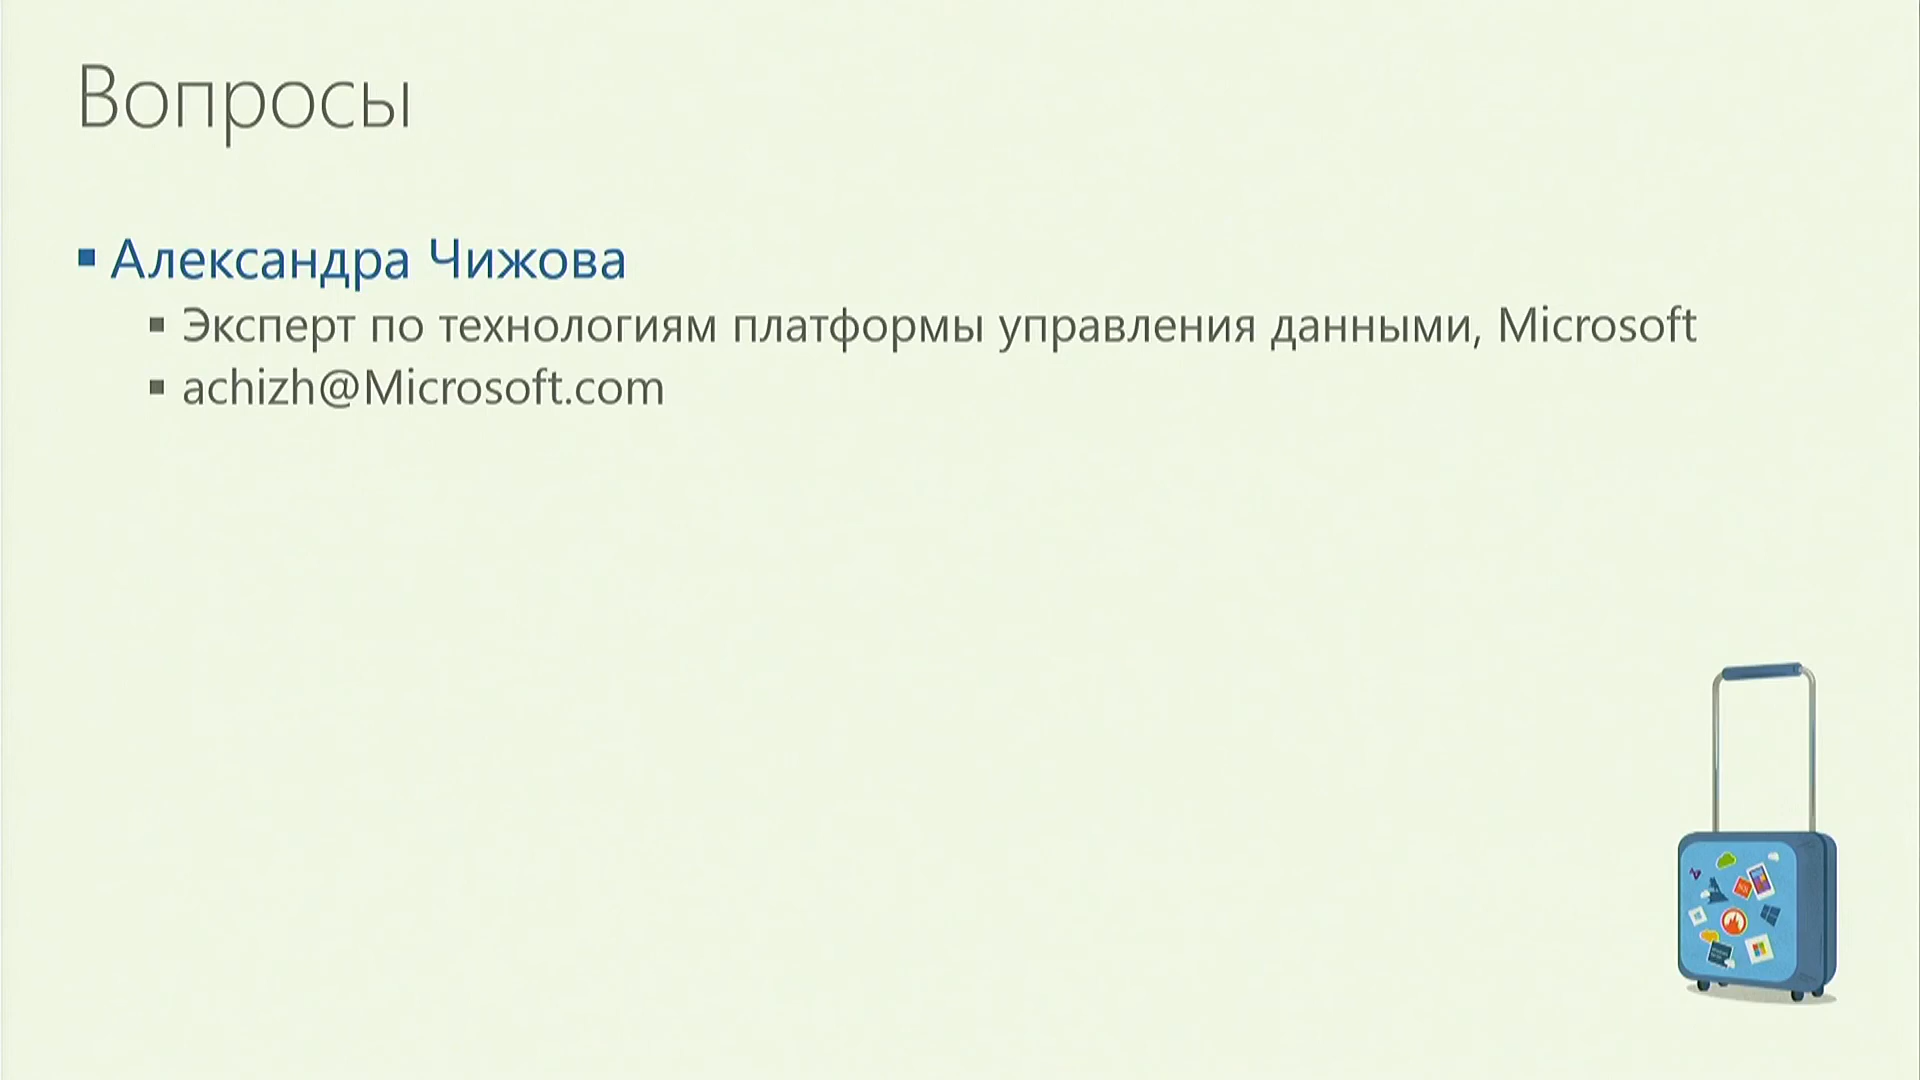 Вопросы
Александра Чижова
Эксперт по технологиям платформы управления данными, Microsoft
achizh@Microsoft.com